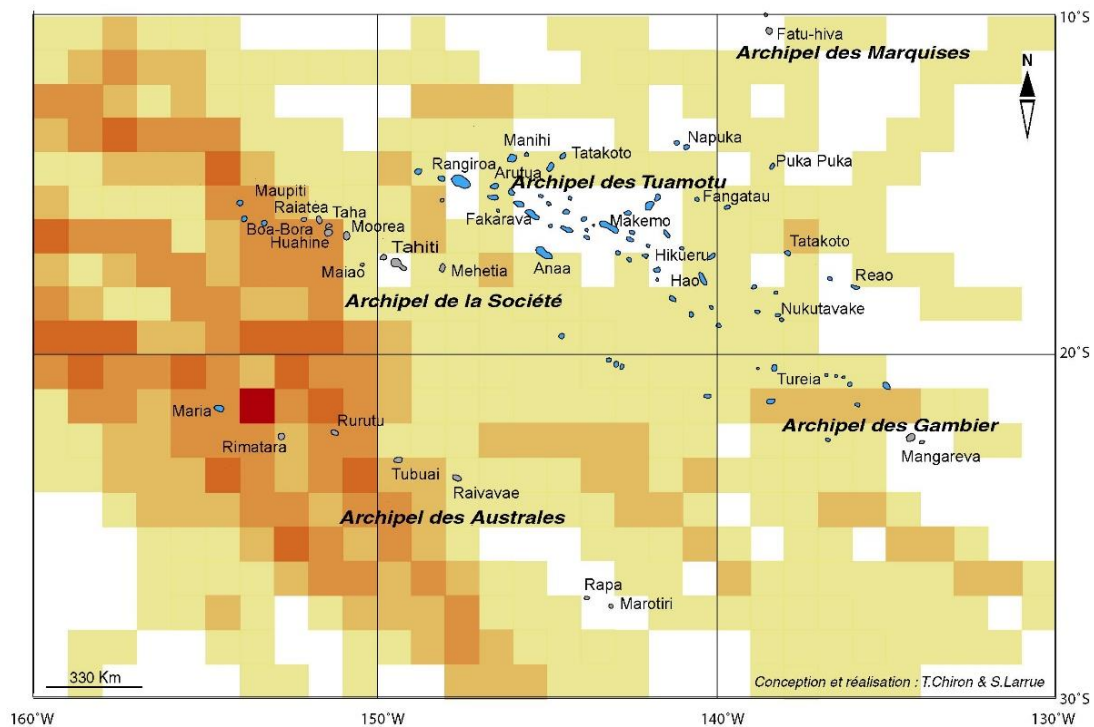 10°S
Fatu-hiva
Archipel des Marquises
N
Napuka
Manihi
Tatakoto
Puka Puka
Rangiroa
Arutua
Archipel des Tuamotu
Maupiti
Fangatau
Raiatea
Taha
Fakarava
Makemo
Boa-Bora
Moorea
Huahine
Tahiti
Tatakoto
Hikueru
Maiao
Mehetia
Anaa
Reao
Hao
Archipel de la Société
Nukutavake
20°S
Tureia
Maria
Rurutu
Archipel des Gambier
Rimatara
Mangareva
Tubuai
Raivavae
Archipel des Australes
Rapa
Marotiri
330 Km
Conception et réalisation : T.Chiron & S.Larrue
30°S
160°W
150°W
140°W
130°W